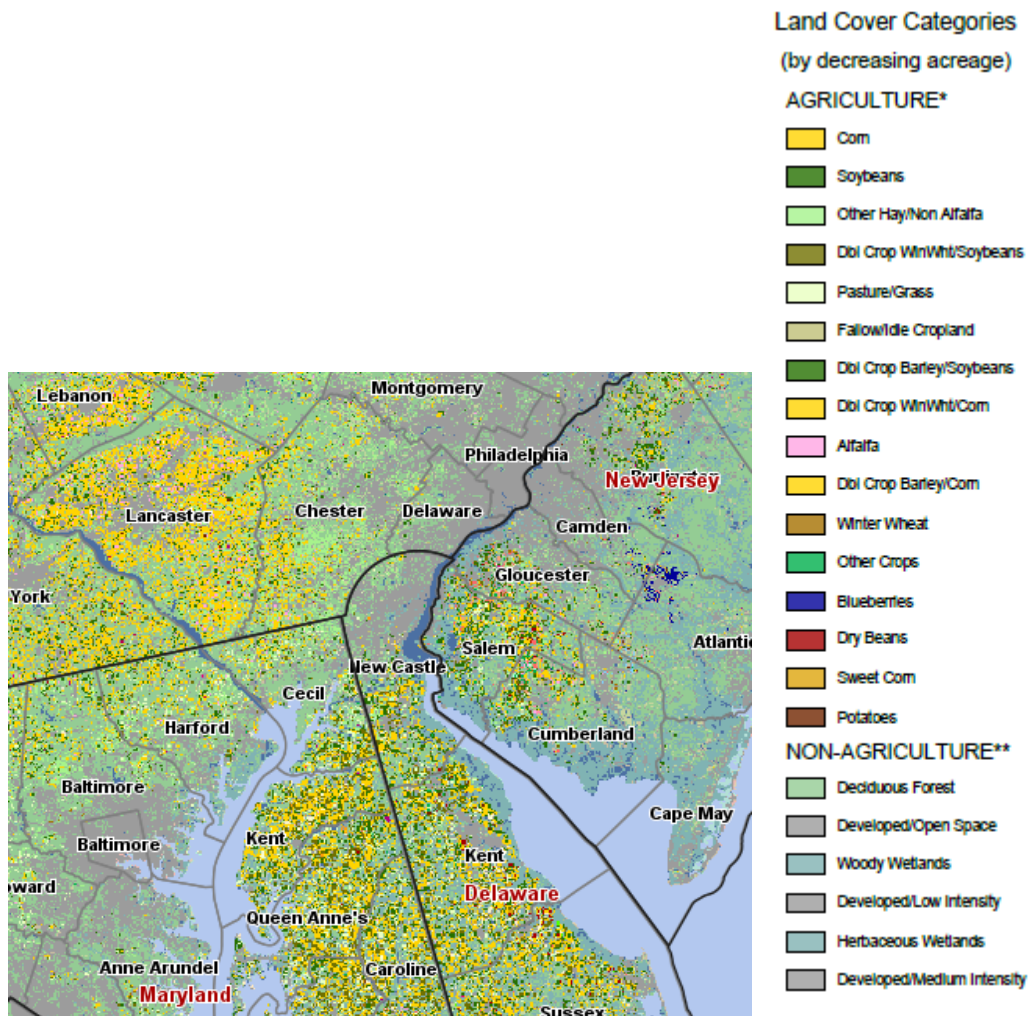 Land Cover Categories
(by decreasing acreage)
AGRICULTURE*
Corn
Soybeans
Other Hay/Non Alfalfa
Dbl Crop WinWht/Soybeans
Pasture/Grass
Fallow/Idle Cropland
Dbl Crop Barley/Soybeans
Dbl Crop WinWht/Corn
Alfalfa
Dbl Crop Barley/Corn
Winter Wheat
Other Crops
Blueberries
Dry Beans
Sweet Corn
Potatoes
NON-AGRICULTURE**
Deciduous Forest
Developed/Open Space
Woody Wetlands
Developed/Low Intensity
Herbaceous Wetlands
Developed/Medium Intensity
Lebanon
Montgomery
Philadelphia
New Jersey
Lancaster
Chester
Delaware
Camden
York
Gloucester
Salem
Atlantic
New Castle
Cecil
Harford
Cumberland
Baltimore
Cape May
Baltimore
Kent
Kent
oward
Delaware
Queen Anne's
Anne Arundel
Caroline
Maryland
Sussex